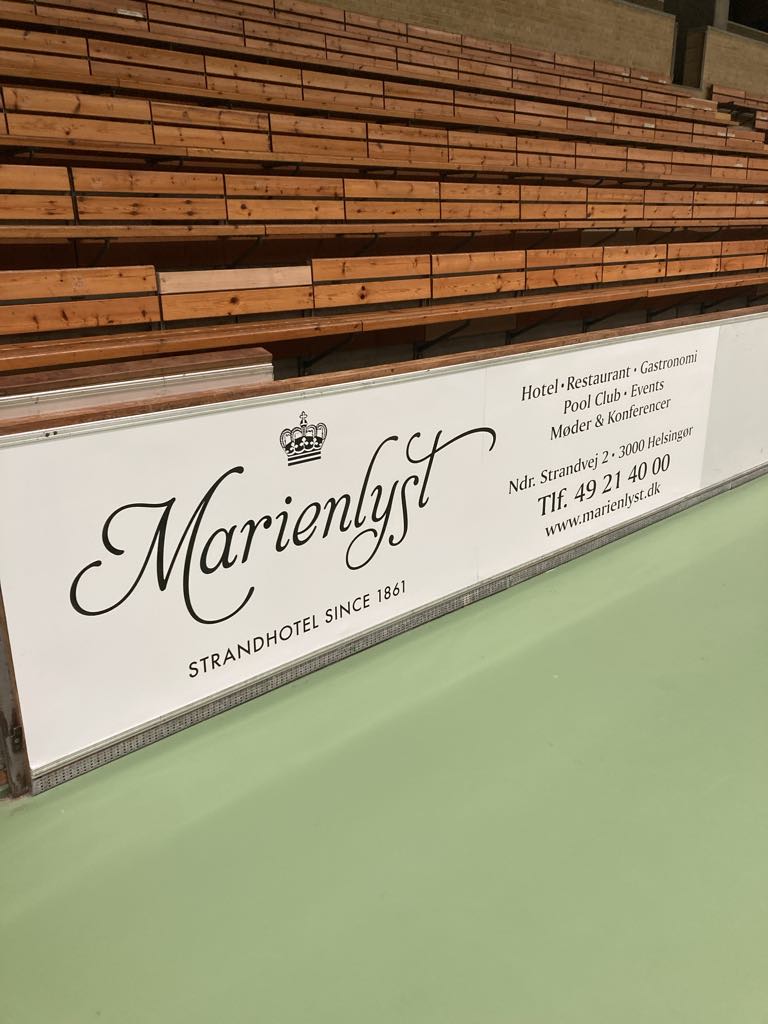 Marienlyst
STRANDHOTEL SINCE 1861
Hotel • Restaurant • Gastronomi
Pool Club • Events
Møder & Konferencer
Ndr. Strandvej 2 • 3000 Helsingør
Tlf. 49 21 40 00
www.marienlyst.dk